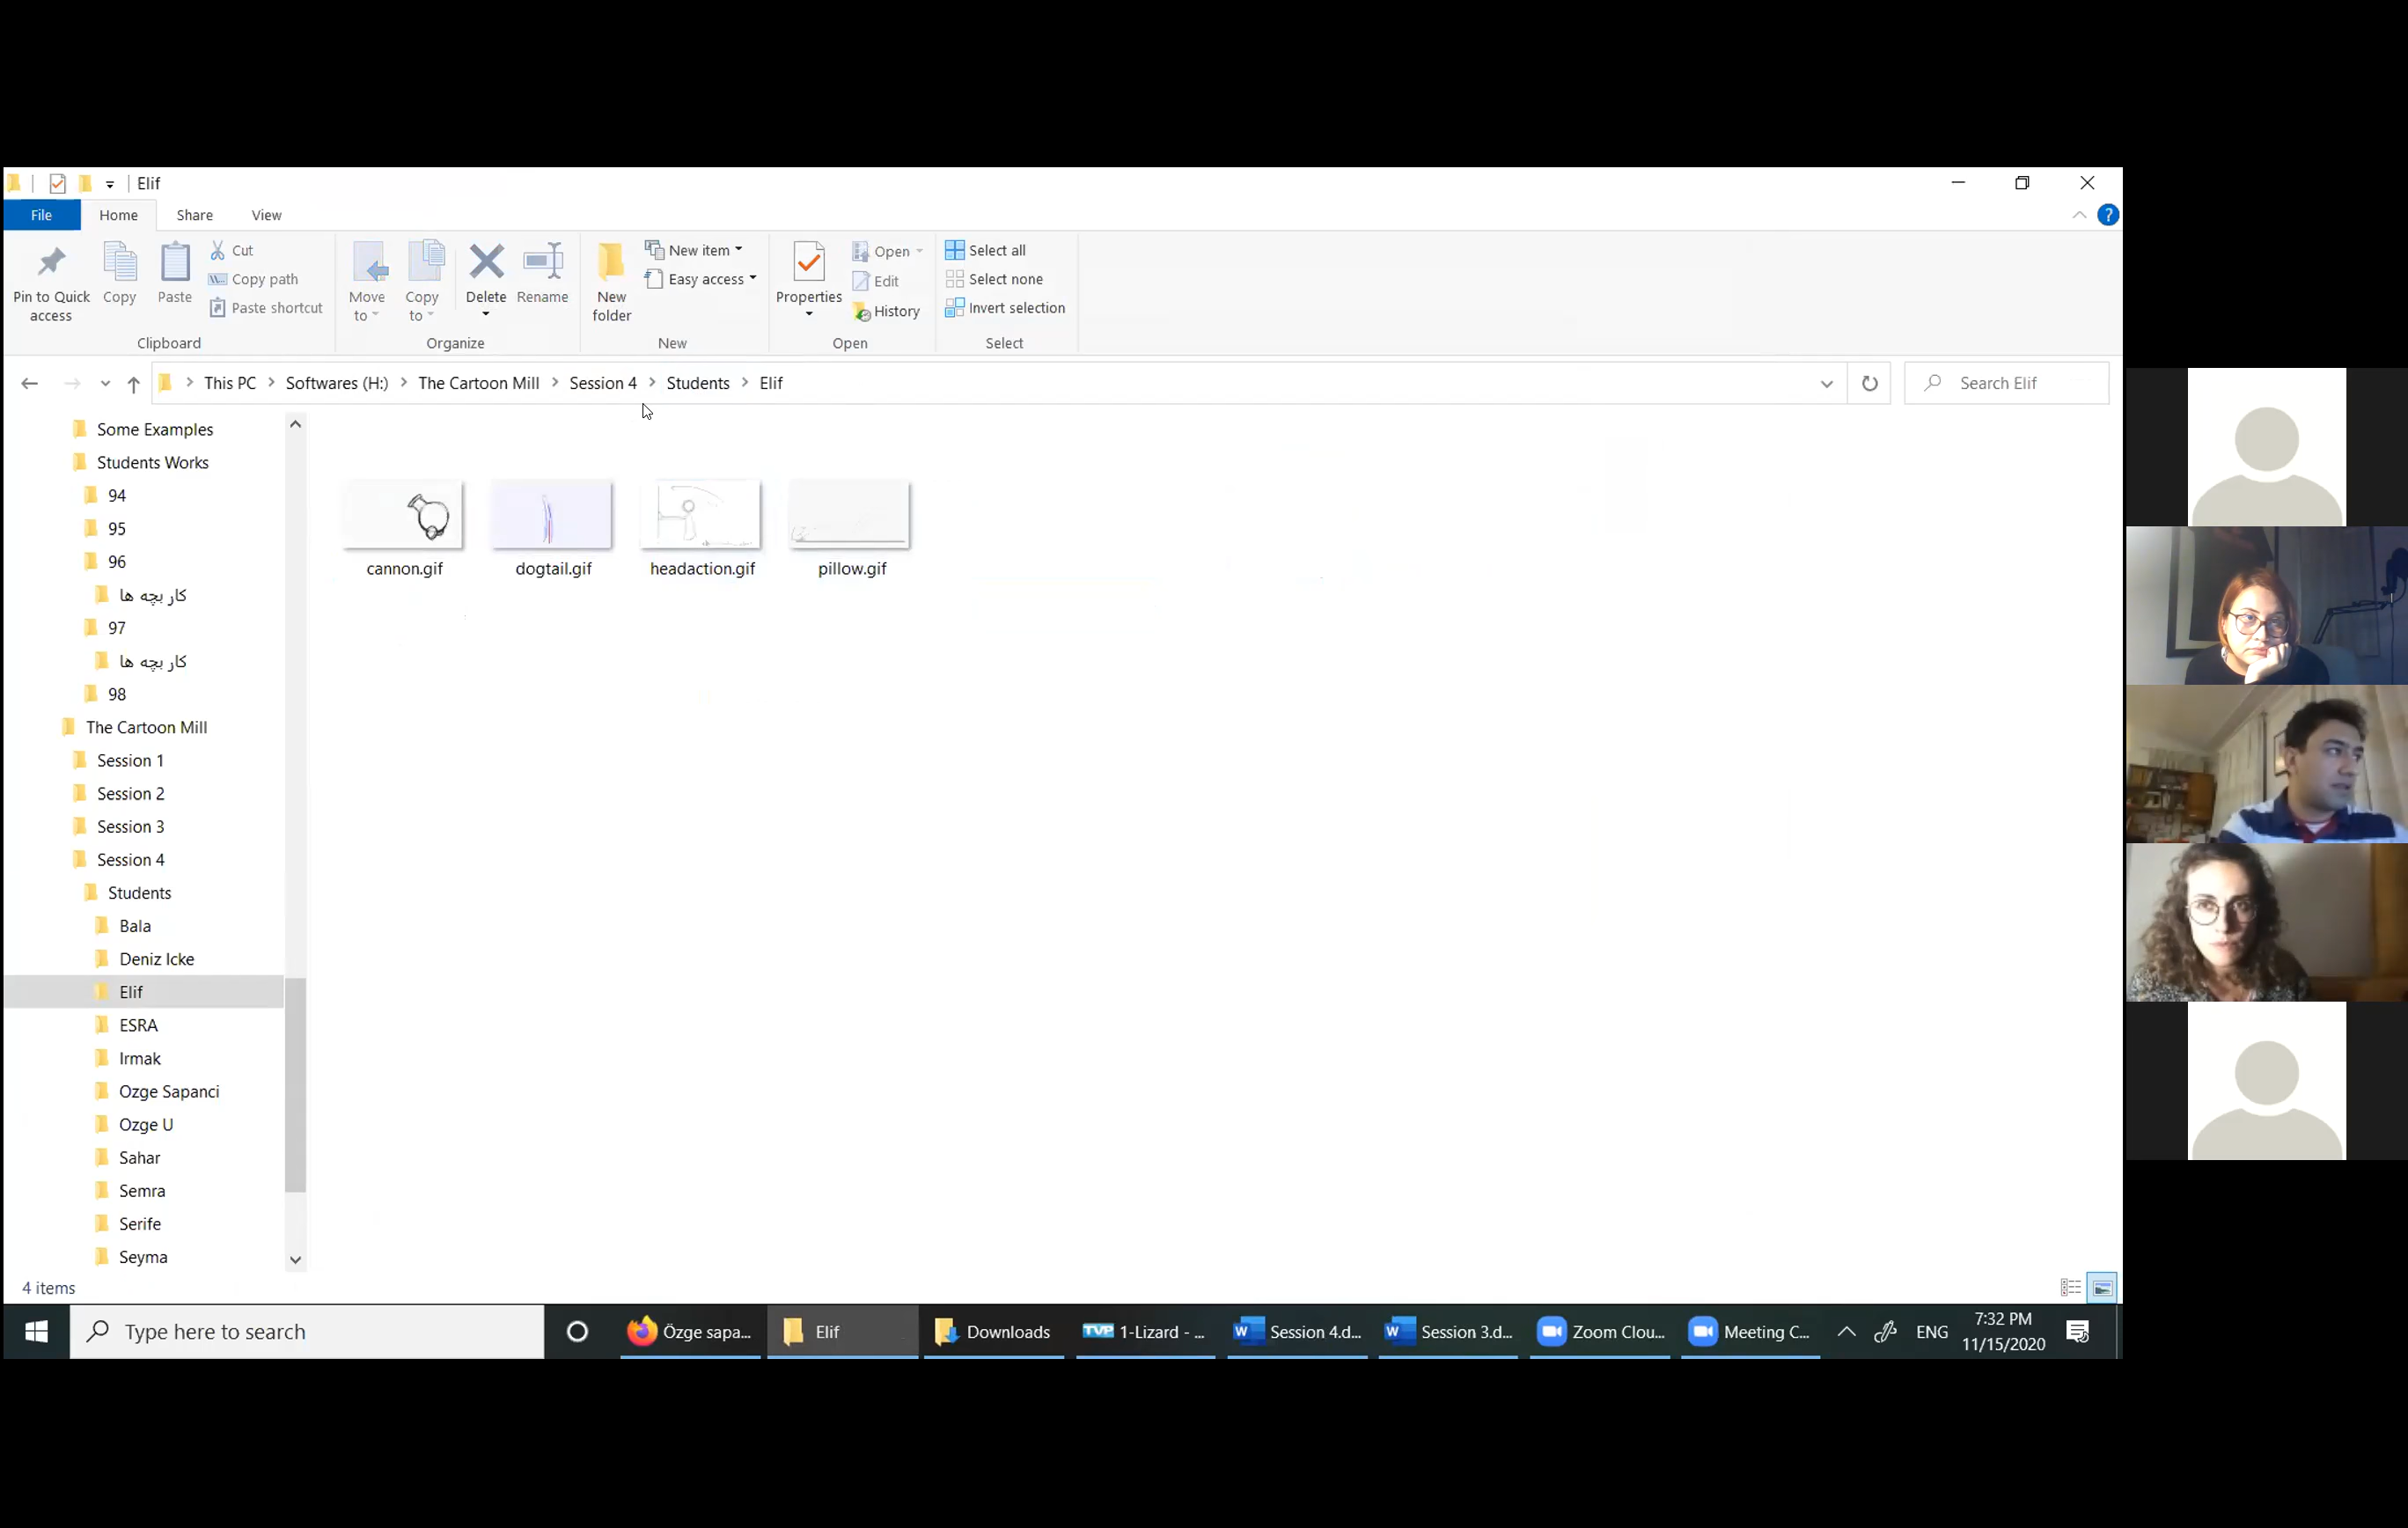 Elif
File Home Share View
Pin to Quick access
Copy
Paste
Cut
Copy path
Paste shortcut
Clipboard
Move to
Copy to
Delete
Rename
Organize
New folder
New item
Easy access
New
Properties
Open
Edit
History
Open
Select all
Select none
Invert selection
Select
This PC > Softwares (H:) > The Cartoon Mill > Session 4 > Students > Elif
Search Elif
Some Examples
Students Works
94
95
96
کار بچه ها
97
کار بچه ها
98
The Cartoon Mill
Session 1
Session 2
Session 3
Session 4
Students
Bala
Deniz Icke
Elif
ESRA
Irmak
Ozge Sapanci
Ozge U
Sahar
Semra
Serife
Seyma
cannon.gif dogtail.gif headaction.gif pillow.gif
4 items
Type here to search
Özge sapa...
Elif
Downloads
TVP 1-Lizard - ...
Session 4.d...
Session 3.d...
Zoom Clou...
Meeting C...
ENG
7:32 PM
11/15/2020